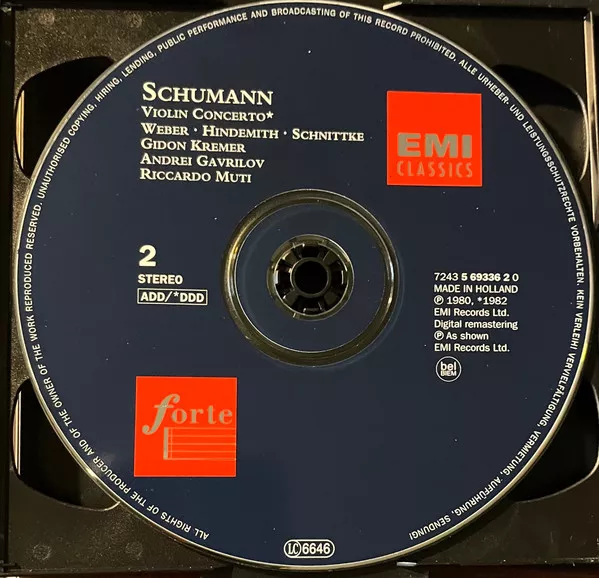 UNAUTHORISED COPYING, HIRING, LENDING, PUBLIC PERFORMANCE AND BROADCASTING OF THIS RECORD PROHIBITED. ALLE URHEBER- UND LEISTUNGSSCHUTZRECHTE VORBEHALTEN. KEIN VERLEIH! VERVIELFÄLTIGUNG, VERMIETUNG, AUFFÜHRUNG, SENDUNG!
ALL RIGHTS OF THE PRODUCER AND OF THE OWNER OF THE WORK REPRODUCED RESERVED.
SCHUMANN
VIOLIN CONCERTO*
WEBER · HINDEMITH · SCHNITTKE
GIDON KREMER
ANDREI GAVRILOV
RICCARDO MUTI
EMI
CLASSICS
2
STEREO
ADD/*DDD
7243 5 69336 2 0
MADE IN HOLLAND
℗ 1980, *1982
EMI Records Ltd.
Digital remastering
℗ As shown
EMI Records Ltd.
bel
BIEM
forte
LC 6646